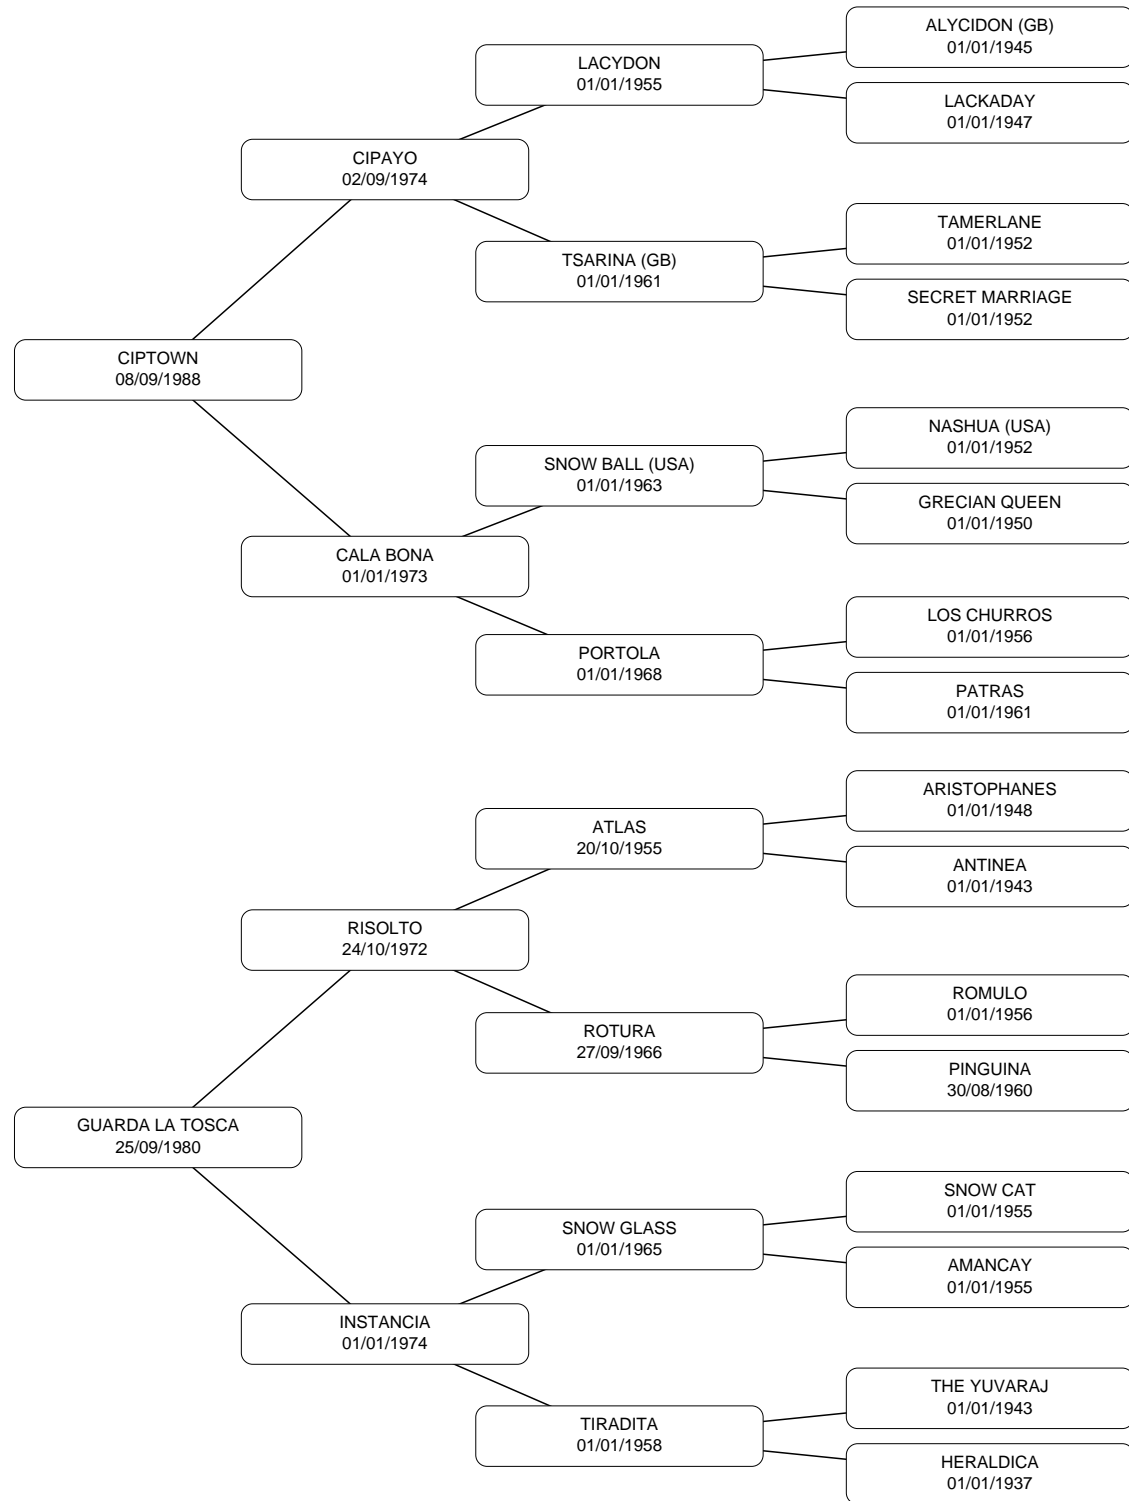 ALYCIDON (GB)
01/01/1945
LACYDON
01/01/1955
LACKADAY
01/01/1947
CIPAYO
02/09/1974
TAMERLANE
01/01/1952
TSARINA (GB)
01/01/1961
SECRET MARRIAGE
01/01/1952
CIPTOWN
08/09/1988
NASHUA (USA)
01/01/1952
SNOW BALL (USA)
01/01/1963
GRECIAN QUEEN
01/01/1950
CALA BONA
01/01/1973
LOS CHURROS
01/01/1956
PORTOLA
01/01/1968
PATRAS
01/01/1961
ARISTOPHANES
01/01/1948
ATLAS
20/10/1955
ANTINEA
01/01/1943
RISOLTO
24/10/1972
ROMULO
01/01/1956
ROTURA
27/09/1966
PINGUINA
30/08/1960
GUARDA LA TOSCA
25/09/1980
SNOW CAT
01/01/1955
SNOW GLASS
01/01/1965
AMANCAY
01/01/1955
INSTANCIA
01/01/1974
THE YUVARAJ
01/01/1943
TIRADITA
01/01/1958
HERALDICA
01/01/1937